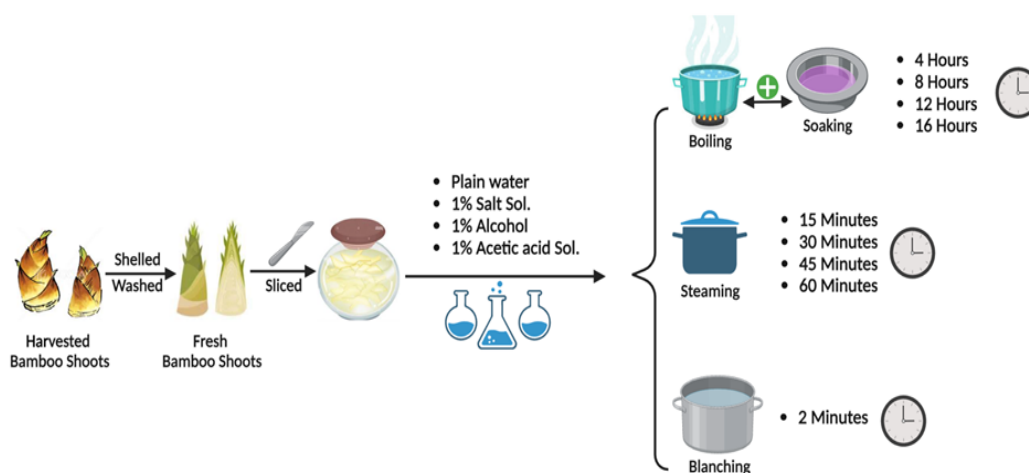 Harvested
Bamboo Shoots
Shelled
Washed
Fresh
Bamboo Shoots
Sliced
• Plain water
• 1% Salt Sol.
• 1% Alcohol
• 1% Acetic acid Sol.
Boiling
Soaking
• 4 Hours
• 8 Hours
• 12 Hours
• 16 Hours
Steaming
• 15 Minutes
• 30 Minutes
• 45 Minutes
• 60 Minutes
Blanching
• 2 Minutes